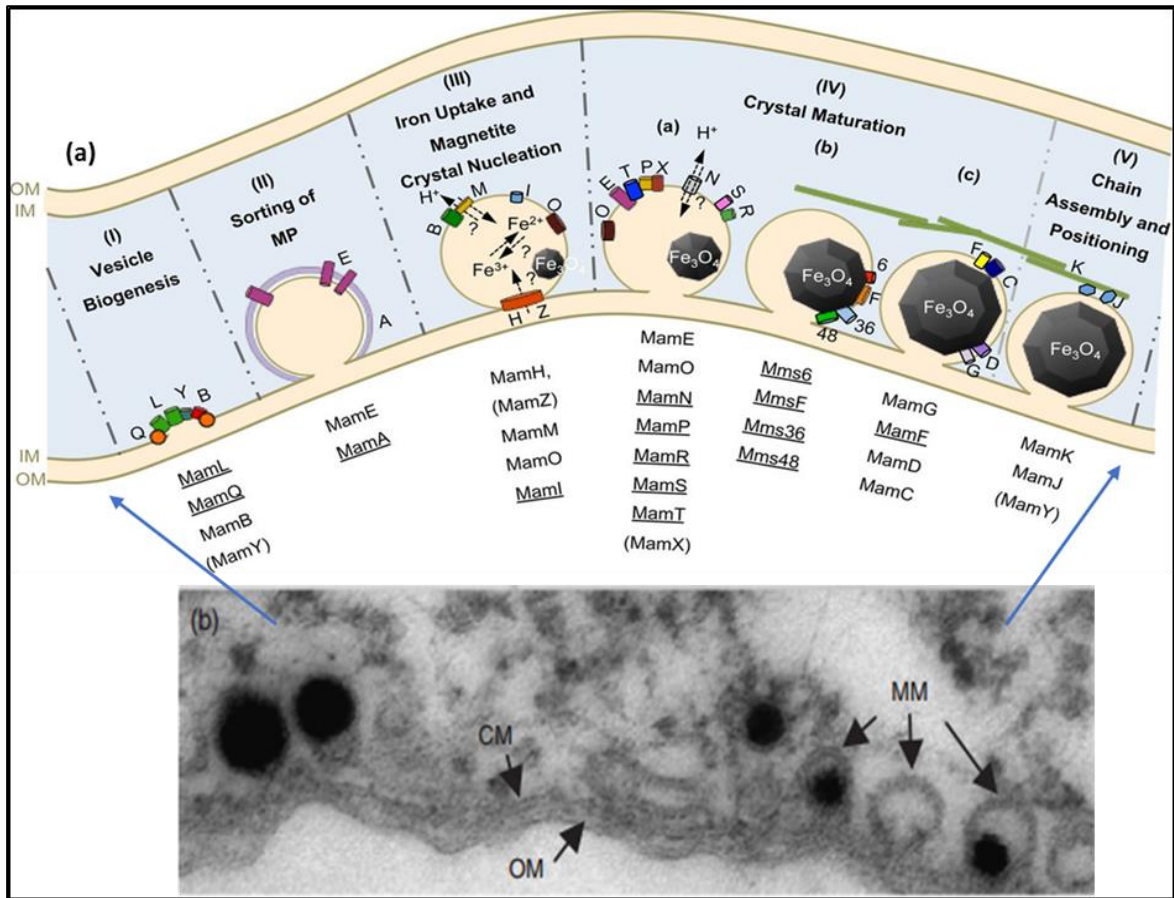 (a)
OM
IM
(I)
Vesicle
Biogenesis
Q
L
Y
B
(II)
Sorting of
MP
E
A
(III)
Iron Uptake and
Magnetite
Crystal Nucleation
H⁺
M
I
O
B
?
Fe²⁺
?
Fe³⁺
?
Fe₃O₄
H
Z
(IV)
Crystal Maturation
(a)
H⁺
O
E
T
P
X
N
?
S
R
Fe₃O₄
(b)
Fe₃O₄
6
F
36
48
(c)
F
C
Fe₃O₄
D
G
(V)
Chain
Assembly and
Positioning
K
J
Fe₃O₄
IM
OM
MamL
MamQ
MamB
(MamY)
MamE
MamA
MamH,
(MamZ)
MamM
MamO
MamI
MamE
MamO
MamN
MamP
MamR
MamS
MamT
(MamX)
Mms6
MmsF
Mms36
Mms48
MamG
MamF
MamD
MamC
MamK
MamJ
(MamY)
(b)
CM
OM
MM